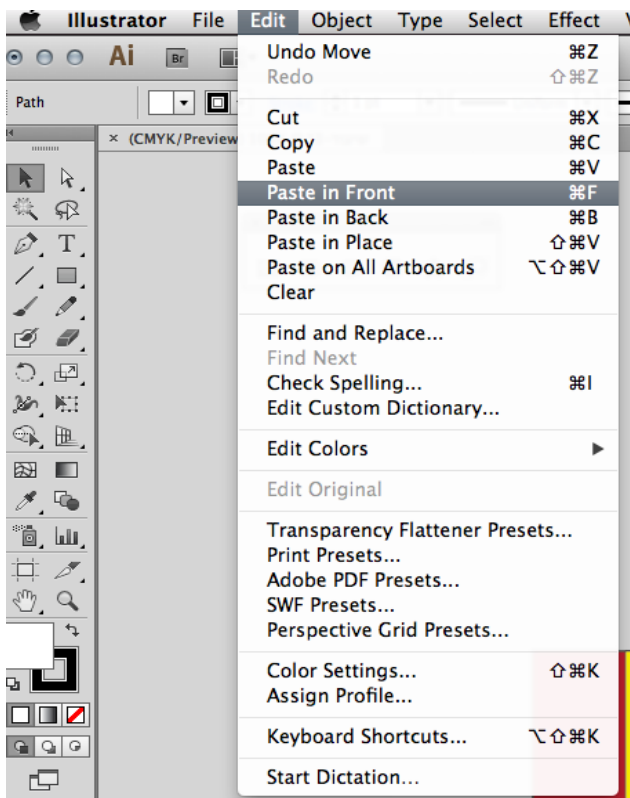 Illustrator File Edit Object Type Select Effect
Ai Br
Path
× (CMYK/Preview
Undo Move ⌘Z
Redo ⇧⌘Z
Cut ⌘X
Copy ⌘C
Paste ⌘V
Paste in Front ⌘F
Paste in Back ⌘B
Paste in Place ⇧⌘V
Paste on All Artboards ⌥⇧⌘V
Clear
Find and Replace...
Find Next
Check Spelling... ⌘I
Edit Custom Dictionary...
Edit Colors ▶
Edit Original
Transparency Flattener Presets...
Print Presets...
Adobe PDF Presets...
SWF Presets...
Perspective Grid Presets...
Color Settings... ⇧⌘K
Assign Profile...
Keyboard Shortcuts... ⌥⇧⌘K
Start Dictation...